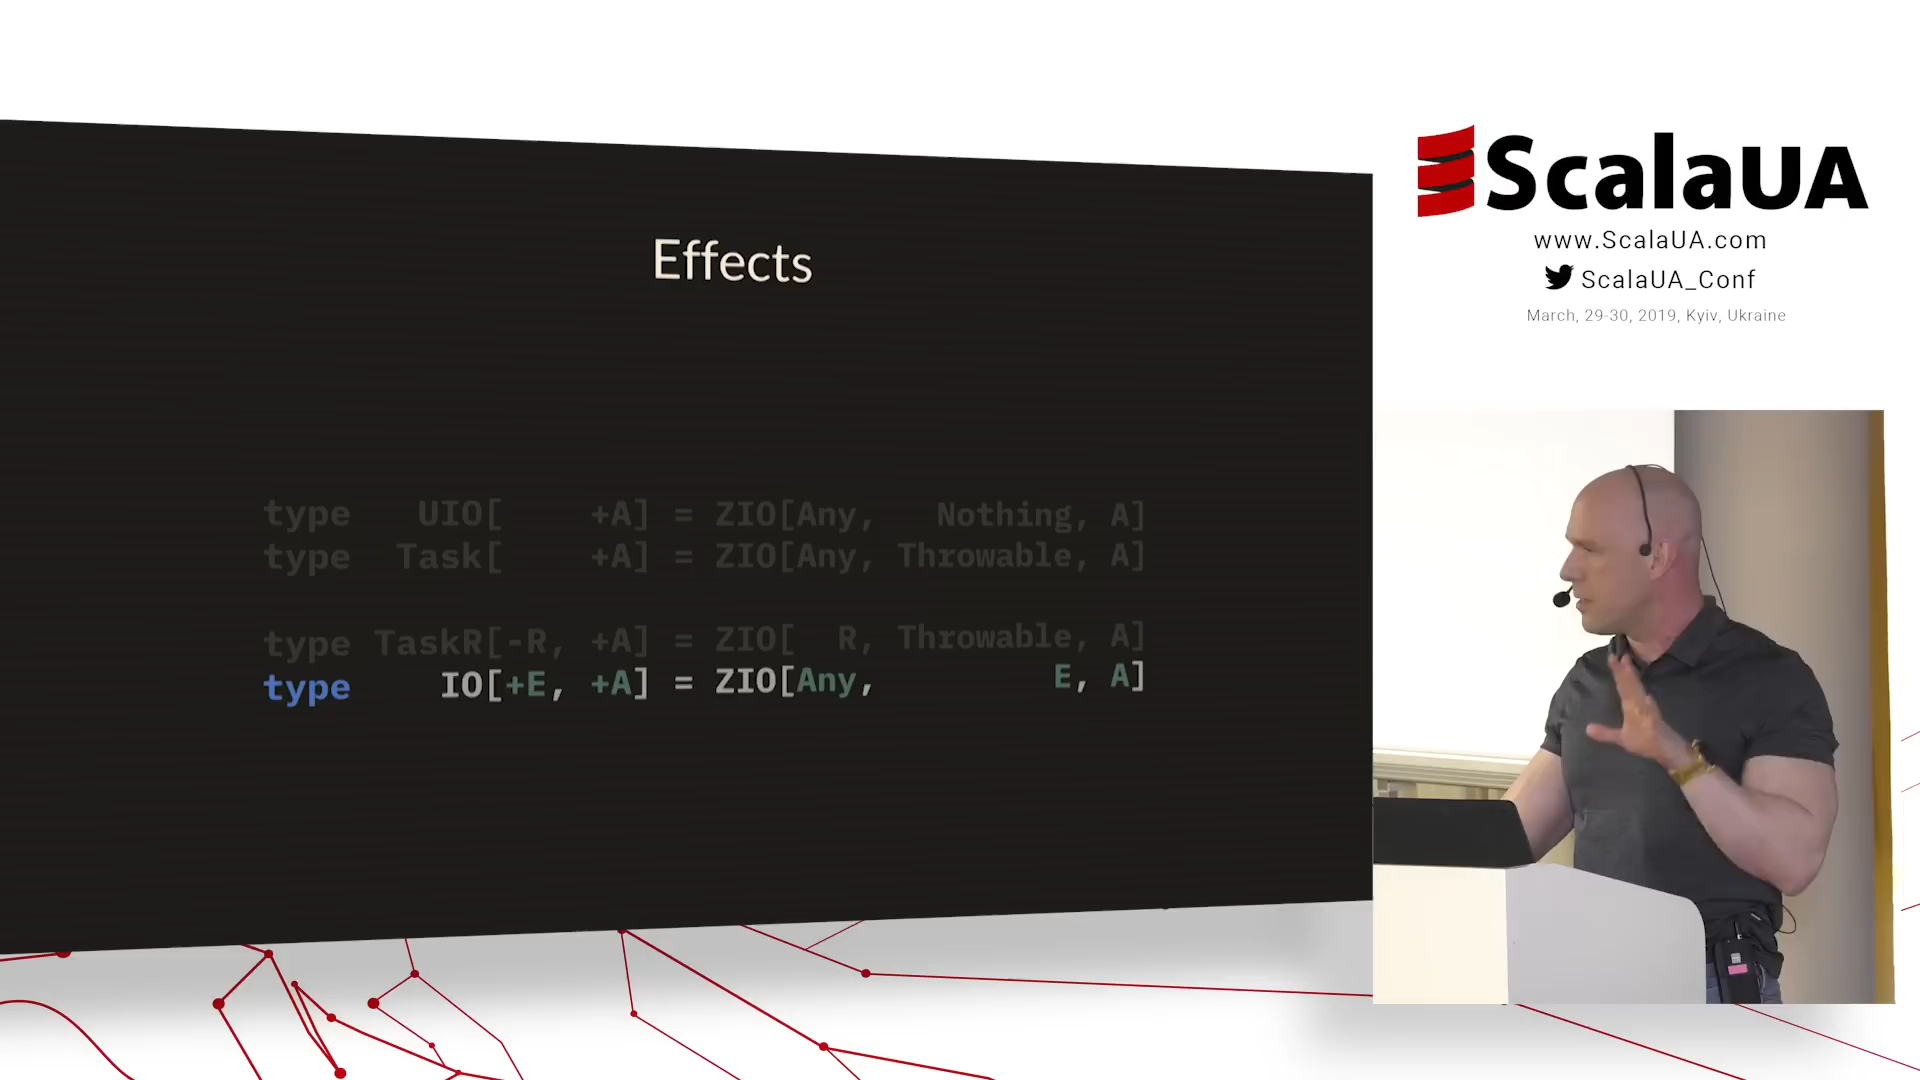 Effects
type UIO[ +A] = ZIO[Any, Nothing, A]
type Task[ +A] = ZIO[Any, Throwable, A]
type TaskR[-R, +A] = ZIO[ R, Throwable, A]
type IO[+E, +A] = ZIO[Any, E, A]
ScalaUA
www.ScalaUA.com
ScalaUA_Conf
March, 29-30, 2019, Kyiv, Ukraine